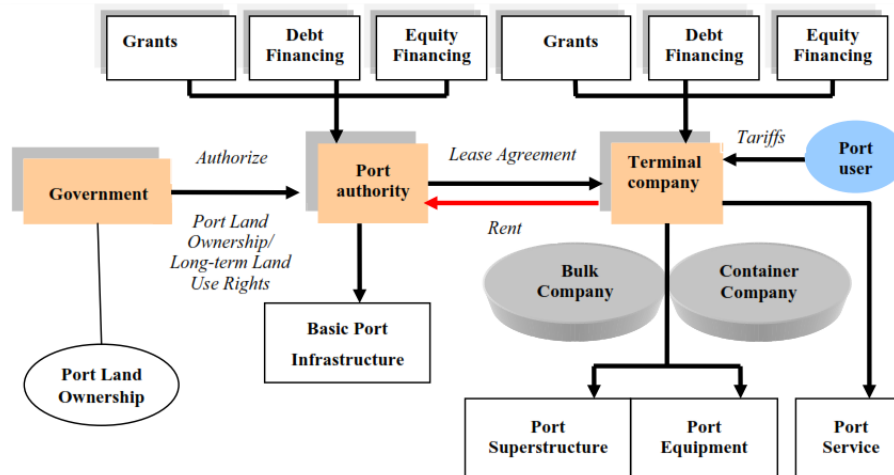 Grants
Debt
Financing
Equity
Financing
Grants
Debt
Financing
Equity
Financing
Government
Authorize
Port Land
Ownership/
Long-term Land
Use Rights
Port
authority
Lease Agreement
Rent
Terminal
company
Tariffs
Port
user
Bulk
Company
Container
Company
Port Land
Ownership
Basic Port
Infrastructure
Port
Superstructure
Port
Equipment
Port
Service